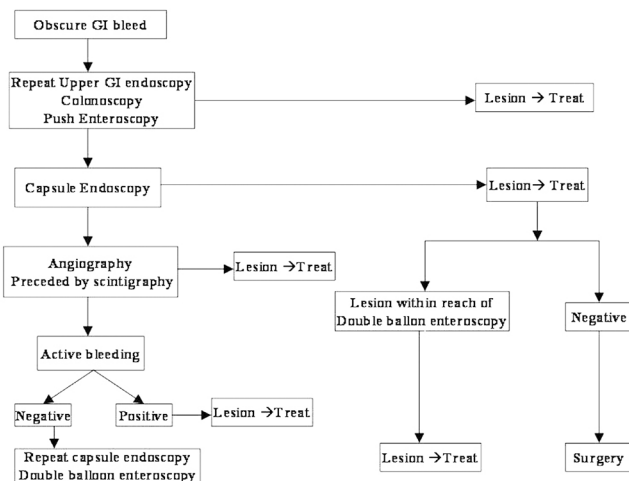 Obscure GI bleed
Repeat Upper GI endoscopy
Colonoscopy
Push Enteroscopy
Lesion → Treat
Capsule Endoscopy
Lesion → Treat
Angiography
Preceded by scintigraphy
Lesion → Treat
Lesion within reach of
Double ballon enteroscopy
Negative
Active bleeding
Negative
Positive
Lesion → Treat
Repeat capsule endoscopy
Double balloon enteroscopy
Lesion → Treat
Surgery